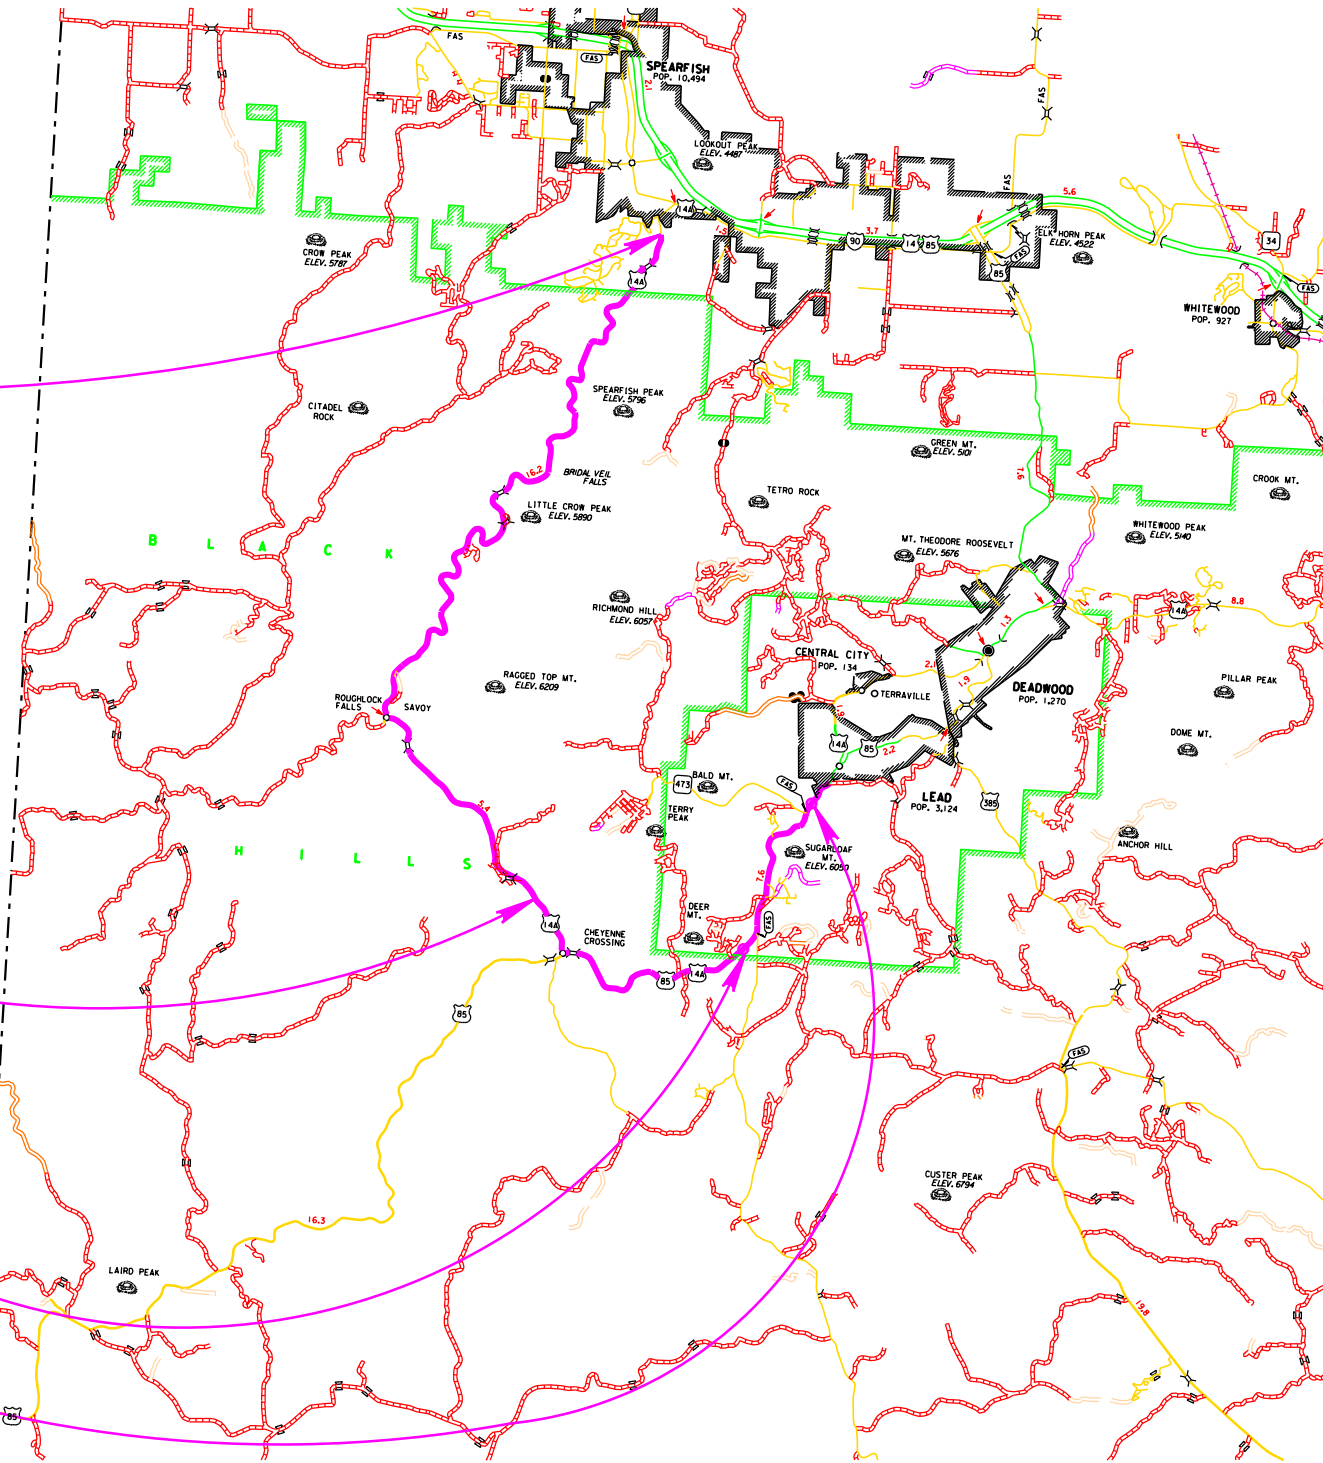 FAS
FAS
SPEARFISH
POP. 10,494
2.1
FAS
LOOKOUT PEAK
ELEV. 4487
FAS
5.6
14A
1.5
3.7
90
14
85
ELK HORN PEAK
ELEV. 4522
FAS
85
34
FAS
CROW PEAK
ELEV. 5787
14A
WHITEWOOD
POP. 927
SPEARFISH PEAK
ELEV. 5796
CITADEL
ROCK
GREEN MT.
ELEV. 5101
7.6
16.2
BRIDAL VEIL
FALLS
CROOK MT.
TETRO ROCK
LITTLE CROW PEAK
ELEV. 5890
WHITEWOOD PEAK
ELEV. 5140
B L A C K
MT. THEODORE ROOSEVELT
ELEV. 5676
RICHMOND HILL
ELEV. 6057
1.3
14A
8.8
CENTRAL CITY
POP. 134
2.1
1.9
TERRAVILLE
DEADWOOD
POP. 1,270
RAGGED TOP MT.
ELEV. 6209
PILLAR PEAK
ROUGHLOCK
FALLS
SAVOY
14A
85
2.2
DOME MT.
BALD MT.
473
FAS
LEAD
POP. 3,124
385
5.4
TERRY
PEAK
SUGARLOAF
MT.
ELEV. 6050
ANCHOR HILL
H I L L S
7.6
DEER
MT.
FAS
14A
CHEYENNE
CROSSING
85
14A
85
FAS
CUSTER PEAK
ELEV. 6794
16.3
LAIRD PEAK
19.8
85